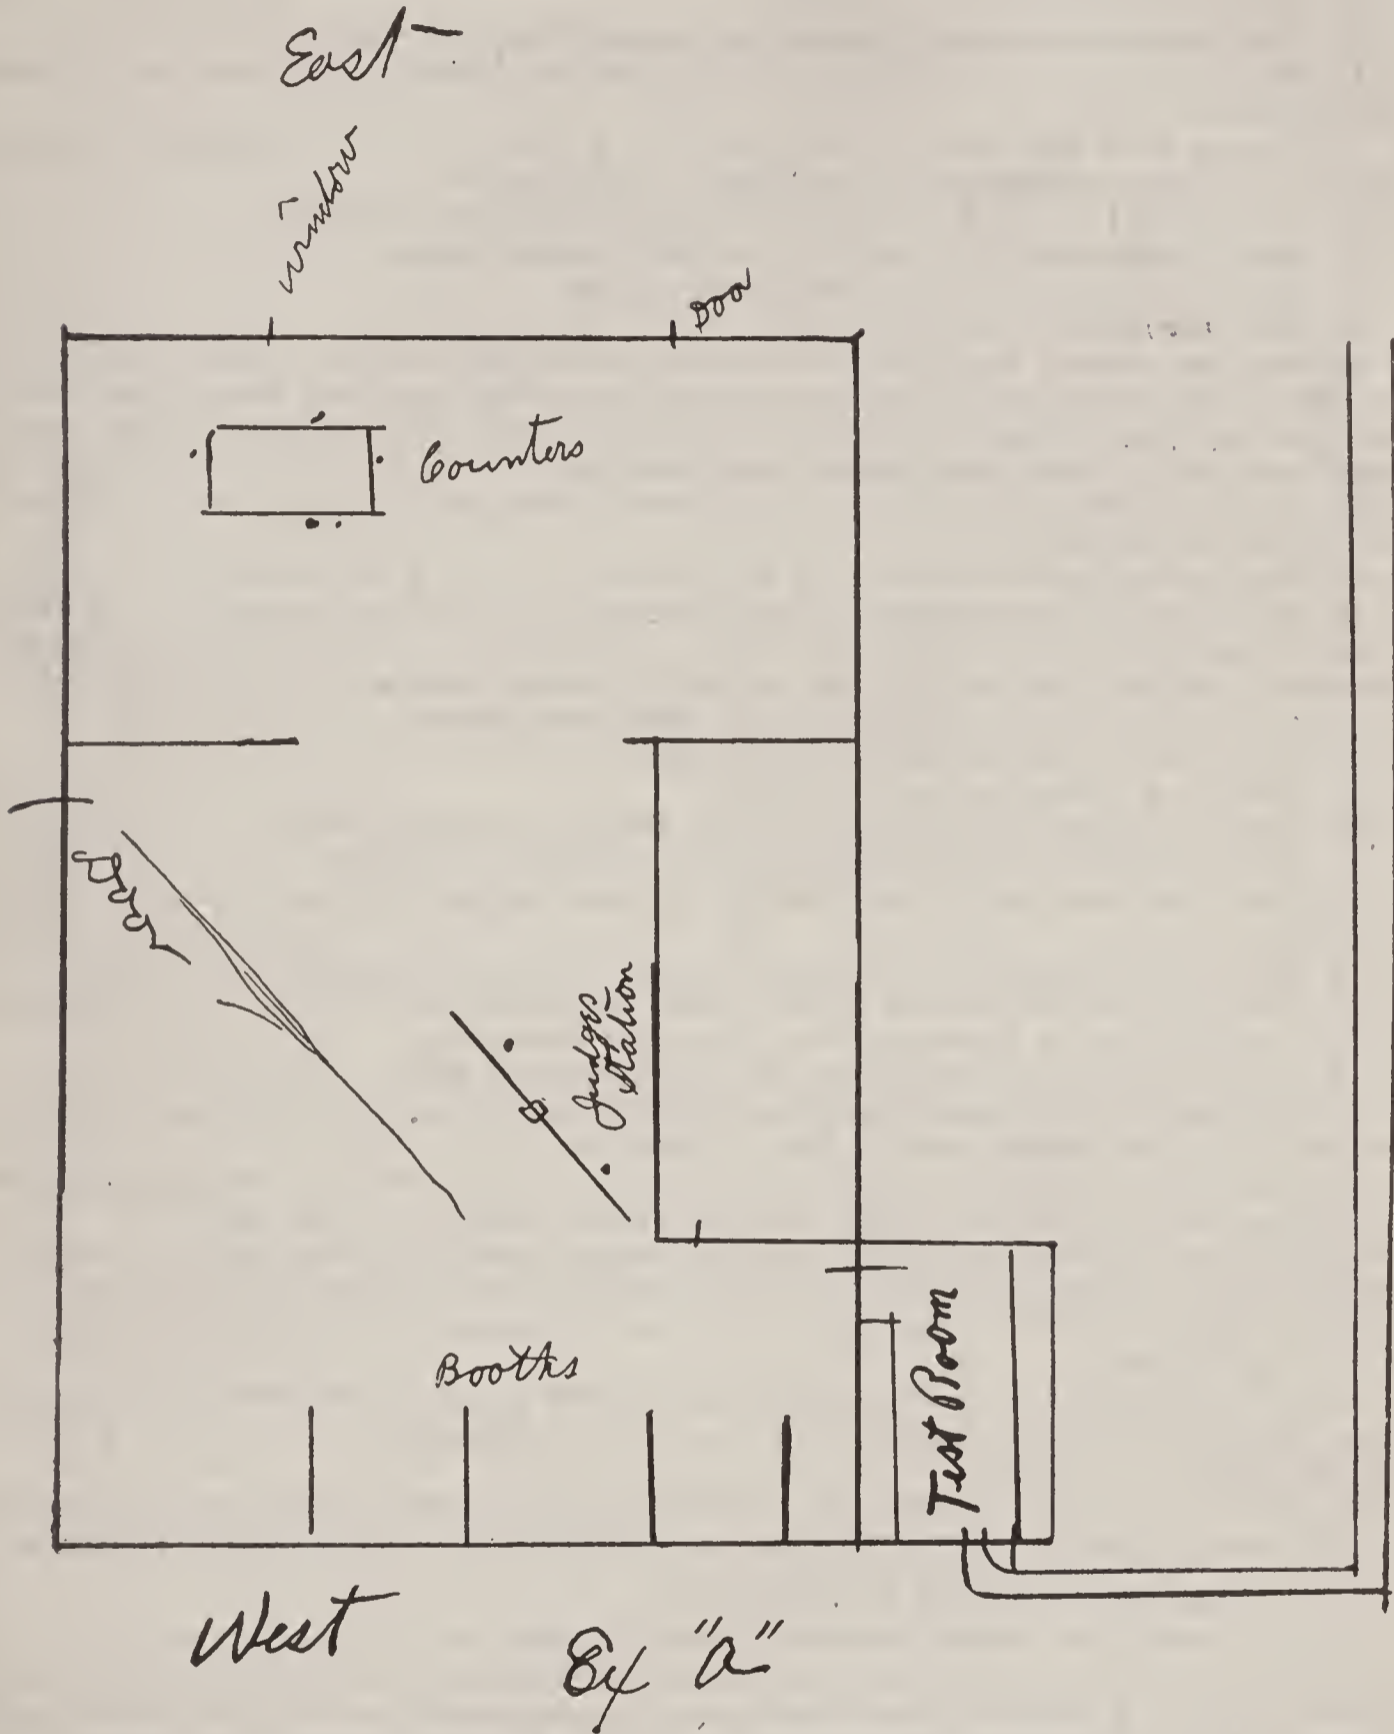 East
window
Door
Counters
Door
Judges
Station
Booths
Test Room
West
Ex "A"